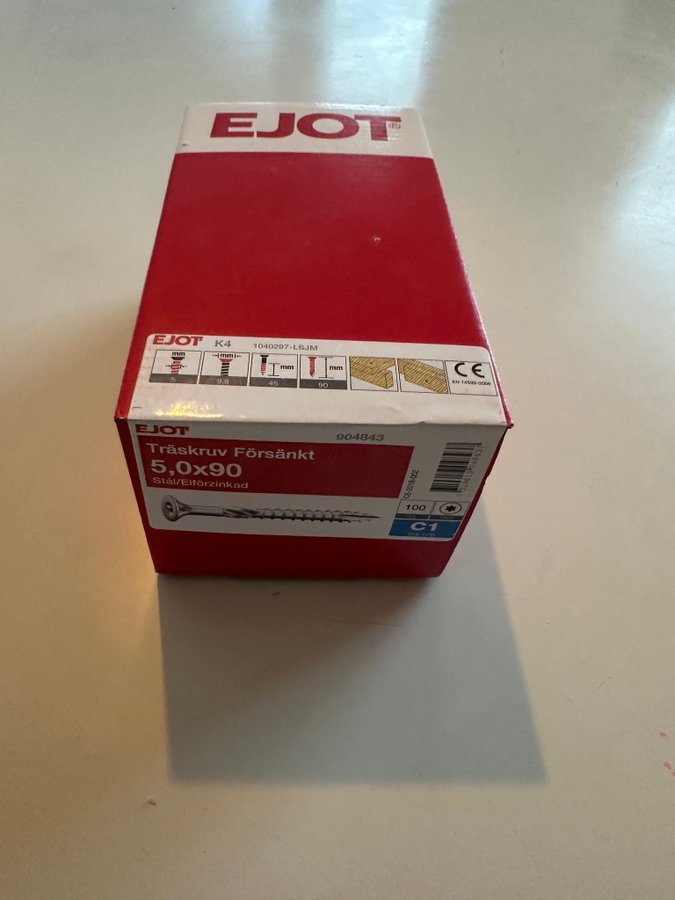 EJOT®
EJOT K4 1040297-LSJM
mm mm mm mm
5 9,8 45 90
CE
EN 14592:2008
EJOT 904843
Träskruv Försänkt
5,0x90
Stål/Elförzinkad
100
C1